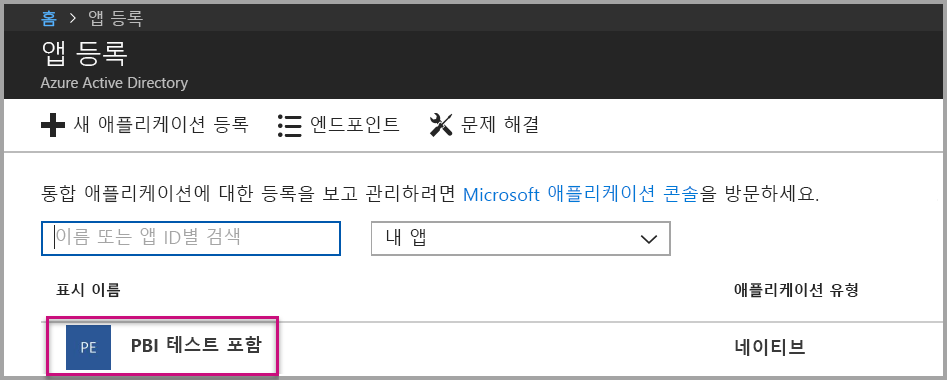 홈 > 앱 등록
앱 등록
Azure Active Directory
새 애플리케이션 등록 엔드포인트 문제 해결
통합 애플리케이션에 대한 등록을 보고 관리하려면 Microsoft 애플리케이션 콘솔을 방문하세요.
이름 또는 앱 ID별 검색 내 앱
표시 이름 애플리케이션 유형
PE PBI 테스트 포함 네이티브